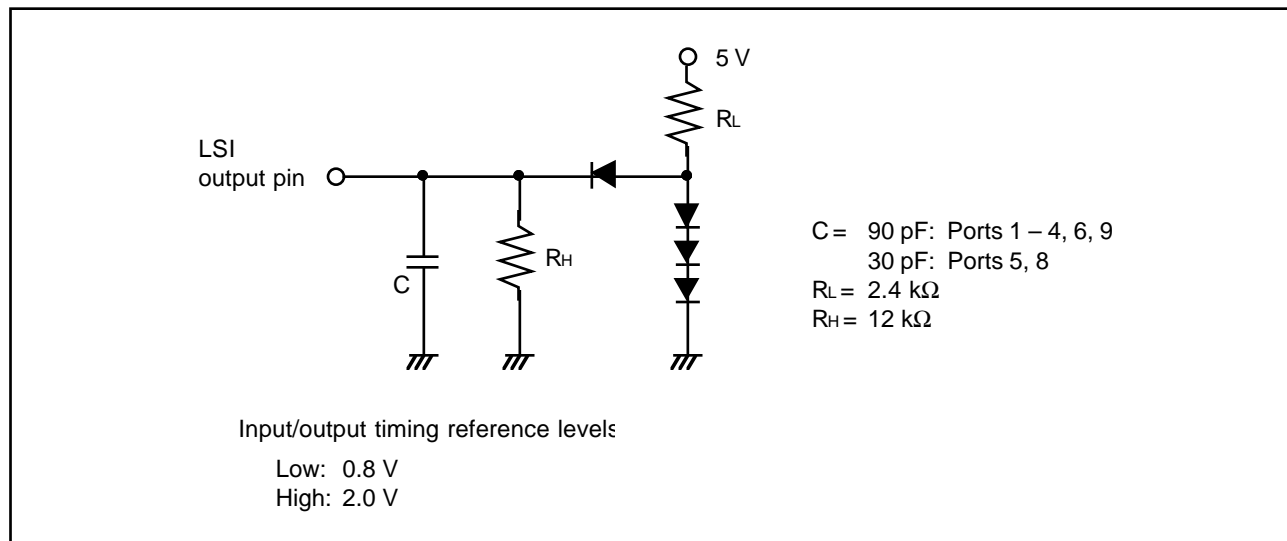 5 V
RL
LSI
output pin
RH
C
C = 90 pF: Ports 1 – 4, 6, 9
30 pF: Ports 5, 8
RL = 2.4 kΩ
RH = 12 kΩ
Input/output timing reference levels
Low: 0.8 V
High: 2.0 V